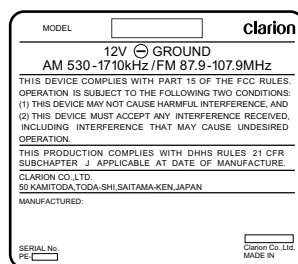 MODEL clarion
12V ⊖ GROUND
AM 530-1710kHz/FM 87.9-107.9MHz
THIS DEVICE COMPLIES WITH PART 15 OF THE FCC RULES.
OPERATION IS SUBJECT TO THE FOLLOWING TWO CONDITIONS:
(1) THIS DEVICE MAY NOT CAUSE HARMFUL INTERFERENCE, AND
(2) THIS DEVICE MUST ACCEPT ANY INTERFERENCE RECEIVED,
INCLUDING INTERFERENCE THAT MAY CAUSE UNDESIRED
OPERATION.
THIS PRODUCTION COMPLIES WITH DHHS RULES 21 CFR
SUBCHAPTER J APPLICABLE AT DATE OF MANUFACTURE.
CLARION CO.,LTD.
50 KAMITODA,TODA-SHI,SAITAMA-KEN,JAPAN
MANUFACTURED:
SERIAL No.
PE-
Clarion Co.,Ltd.
MADE IN